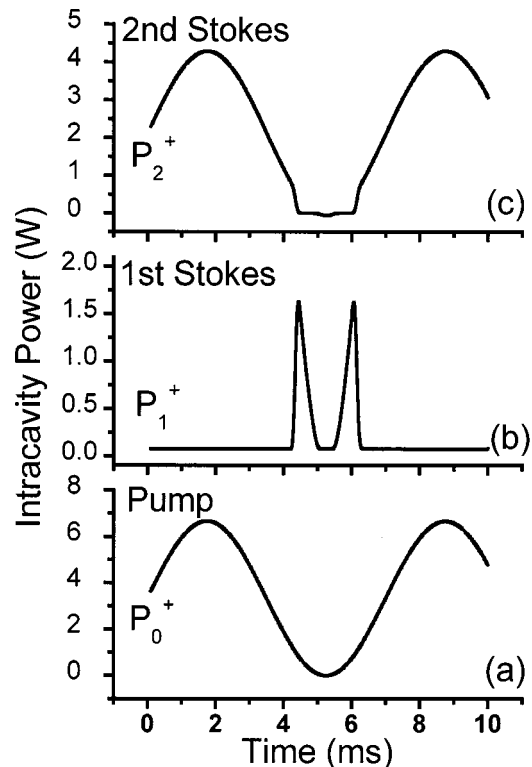 Intracavity Power (W)
2nd Stokes
5
4
3
2
1
0
P2+
(c)
1st Stokes
2.0
1.5
1.0
0.5
0.0
P1+
(b)
Pump
8
6
4
2
0
P0+
(a)
0 2 4 6 8 10
Time (ms)